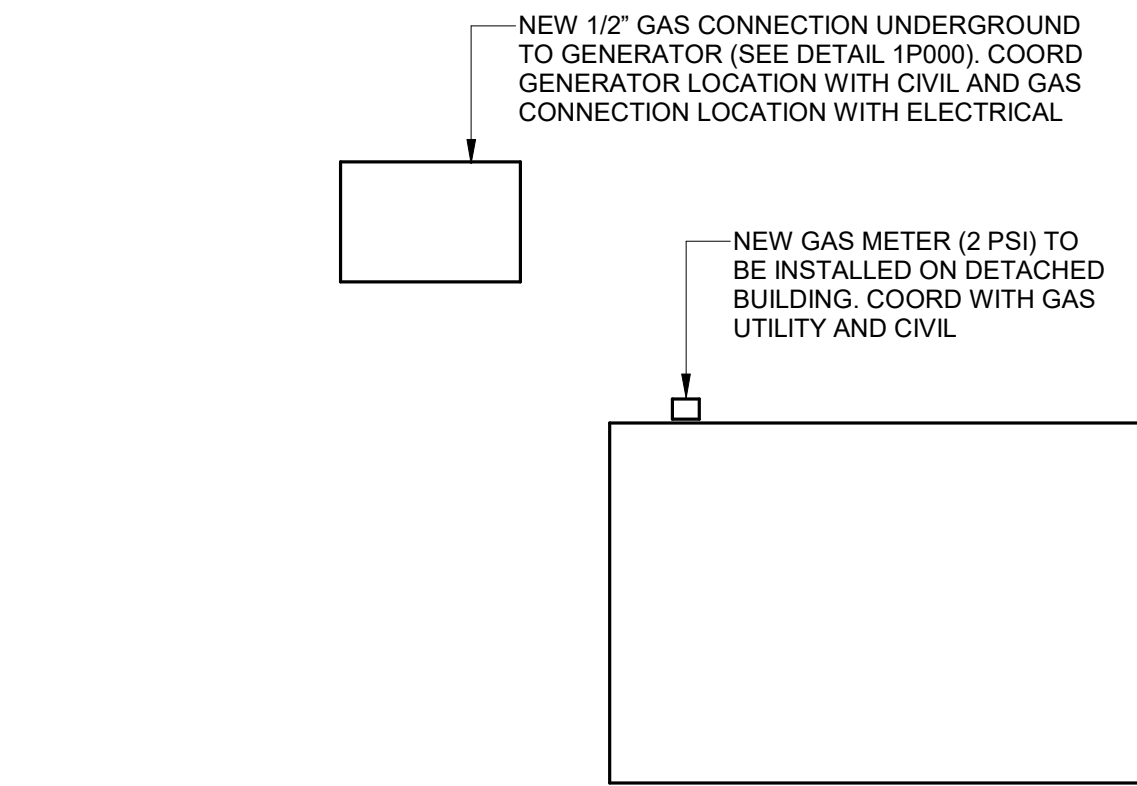 NEW 1/2” GAS CONNECTION UNDERGROUND
TO GENERATOR (SEE DETAIL 1P000). COORD
GENERATOR LOCATION WITH CIVIL AND GAS
CONNECTION LOCATION WITH ELECTRICAL
NEW GAS METER (2 PSI) TO
BE INSTALLED ON DETACHED
BUILDING. COORD WITH GAS
UTILITY AND CIVIL